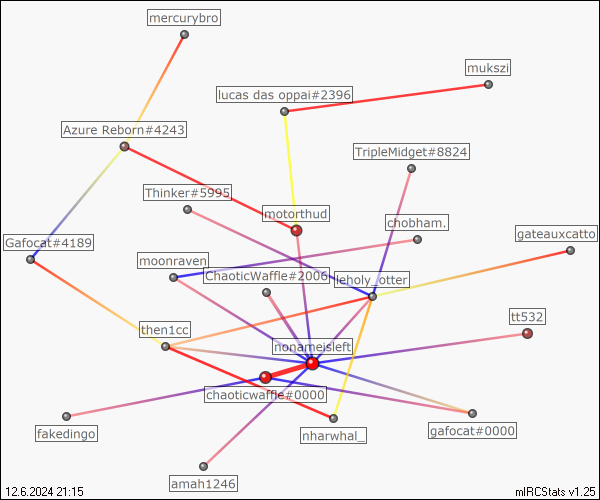 mercurybro
mukszi
lucas das oppai#2396
Azure Reborn#4243
TripleMidget#8824
Thinker#5995
motorthud
chobham.
gateauxcatto
Gafocat#4189
moonraven
ChaoticWaffle#2006
leholy_otter
tt532
then1cc
nonameisleft
chaoticwaffle#0000
fakedingo
nharwhal_
gafocat#0000
amah1246
12.6.2024 21:15
mIRCStats v1.25